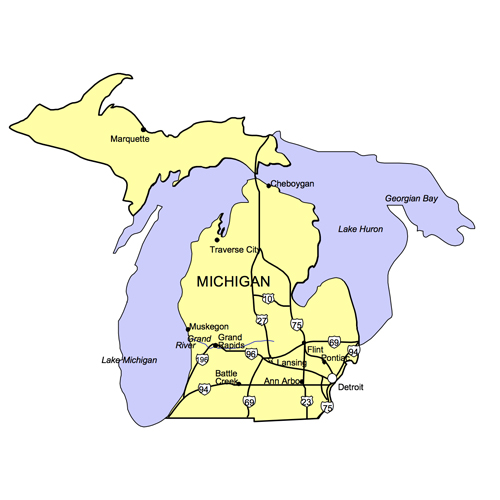 Marquette
Cheboygan
Georgian Bay
Lake Huron
Traverse City
MICHIGAN
10
27
75
Muskegon
Grand
River
Grand
Rapids
69
94
Flint
Lake Michigan
196
96
Lansing
Pontiac
Battle
Creek
Ann Arbor
94
Detroit
69
23
75